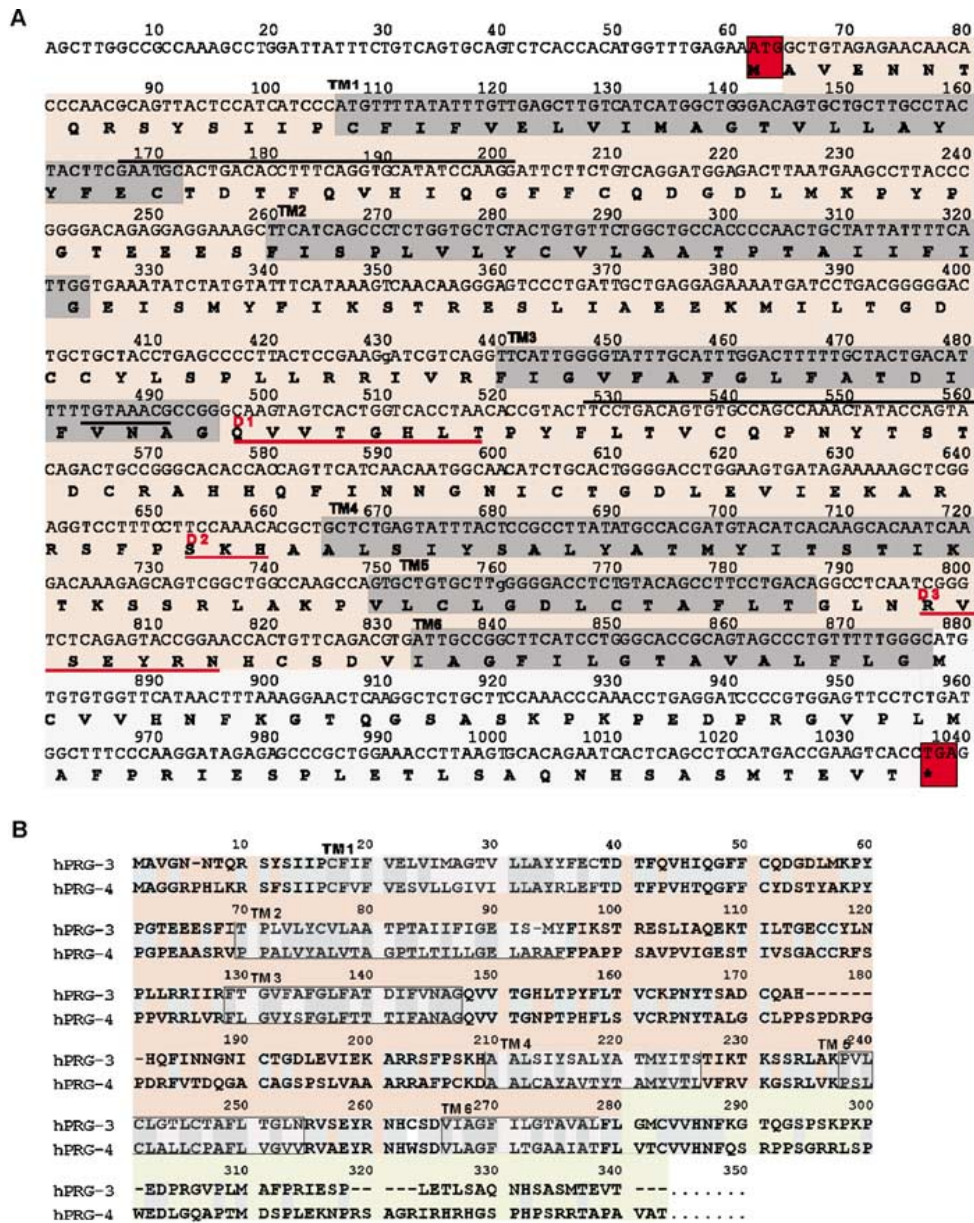 A
10 20 30 40 50 60 70 80
AGCTTGGCCGCCAAAGCCTGGATTATTTCTGTCAGTGCAGTCTCACCACATGGTTTGAGAAATGGCTGTAGAGAACAACA
M A V E N N T
90 100 TM1 110 120 130 140 150 160
CCCAACGCAGTTACTCCATCATCCCATGTTTTATATTTGTTGAGCTTGTCATCATGGCTGGGACAGTGCTGCTTGCCTAC
Q R S Y S I I P C F I F V E L V I M A G T V L L A Y
170 180 190 200 210 220 230 240
TACTTCGAATGCACTGACACCTTTCAGGTGCATATCCAAGGATTCTTCTGTCAGGATGGAGACTTAATGAAGCCTTACCC
Y F E C T D T F Q V H I Q G F F C Q D G D L M K P Y P
250 260 TM2 270 280 290 300 310 320
GGGGACAGAGGAGGAAAGCTTCATCAGCCCTCTGGTGCTCTACTGTGTTCTGGCTGCCACCCCAACTGCTATTATTTTCA
G T E E E S F I S P L V L Y C V L A A T P T A I I F I
330 340 350 360 370 380 390 400
TTGGTGAAATATCTATGTATTTCATAAAGTCAACAAGGGAGTCCCTGATTGCTGAGGAGAAAATGATCCTGACGGGGGAC
G E I S M Y F I K S T R E S L I A E E K M I L T G D
410 420 430 440 TM3 450 460 470 480
TGCTGCTACCTGAGCCCCTTACTCCGAAGgATCGTCAGGTTCATTGGGGTATTTGCATTTGGACTTTTTGCTACTGACAT
C C Y L S P L L R R I V R F I G V F A F G L F A T D I
490 500 510 520 530 540 550 560
TTTTGTAAACGCCGGGCAAGTAGTCACTGGTCACCTAACACCGTACTTCCTGACAGTGTGCCAGCCAAACTATACCAGTA
D1
F V N A G Q V V T G H L T P Y F L T V C Q P N Y T S T
570 580 590 600 610 620 630 640
CAGACTGCCGGGCACACCACCAGTTCATCAACAATGGCAACATCTGCACTGGGGACCTGGAAGTGATAGAAAAAGCTCGG
D C R A H H Q F I N N G N I C T G D L E V I E K A R
650 660 TM4 670 680 690 700 710 720
AGGTCCTTTCCTTCCAAACACGCTGCTCTGAGTATTTACTCCGCCTTATATGCCACGATGTACATCACAAGCACAATCAA
D2
R S F P S K H A A L S I Y S A L Y A T M Y I T S T I K
730 740 750 TM5 760 770 780 790 800
GACAAAGAGCAGTCGGCTGGCCAAGCCAGTGCTGTGCTTgGGGGACCTCTGTACAGCCTTCCTGACAGGCCTCAATCGGG
D3
T K S S R L A K P V L C L G D L C T A F L T G L N R V
810 820 830 TM6 840 850 860 870 880
TCTCAGAGTACCGGAACCACTGTTCAGACGTGATTGCCGGCTTCATCCTGGGCACCGCAGTAGCCCTGTTTTTGGGCATG
S E Y R N H C S D V I A G F I L G T A V A L F L G M
890 900 910 920 930 940 950 960
TGTGTGGTTCATAACTTTAAAGGAACTCAAGGCTCTGCTTCCAAACCCAAACCTGAGGATCCCCGTGGAGTTCCTCTGAT
C V V H N F K G T Q G S A S K P K P E D P R G V P L M
970 980 990 1000 1010 1020 1030 1040
GGCTTTCCCAAGGATAGAGAGCCCGCTGGAAACCTTAAGTGCACAGAATCACTCAGCCTCCATGACCGAAGTCACCTGAG
A F P R I E S P L E T L S A Q N H S A S M T E V T *
B
10 TM1 20 30 40 50 60
hPRG-3 MAVGN-NTQR SYSIIPCFIF VELVIMAGTV LLAYYFECTD TFQVHIQGFF CQDGDLMKPY
hPRG-4 MAGGRPHLKR SFSIIPCFVF VESVLLGIVI LLAYRLEFTD TFPVHTQGFF CYDSTYAKPY
70 TM2 80 90 100 110 120
hPRG-3 PGTEEESFIT PLVLYCVLAA TPTAIIFIGE IS-MYFIKST RESLIAQEKT ILTGECCYLN
hPRG-4 PGPEAASRVP PALVYALVTA GPTLTILLGE LARAFFPAPP SAVPVIGEST IVSGACCRFS
130 TM3 140 150 160 170 180
hPRG-3 PLLRRIIRFT GVFAFGLFAT DIFVNAGQVV TGHLTPYFLT VCKPNYTSAD CQAH------
hPRG-4 PPVRRLVRFL GVYSFGLFTT TIFANAGQVV TGNPTPHFLS VCRPNYTALG CLPPSPDRPG
190 200 210 TM4 220 230 TM5 240
hPRG-3 -HQFINNGNI CTGDLEVIEK ARRSFPSKHA ALSIYSALYA TMYITSTIKT KSSRLAKPVL
hPRG-4 PDRFVTDQGA CAGSPSLVAA ARRAFPCKDA ALCAYAVTYT AMYVTLVFRV KGSRLVKPSL
250 260 TM6 270 280 290 300
hPRG-3 CLGTLCTAFL TGLNRVSEYR NHCSDVIAGF ILGTAVALFL GMCVVHNFKG TQGSPSKPKP
hPRG-4 CLALLCPAFL VGVVRVAEYR NHWSDVLAGF LTGAAIATFL VTCVVHNFQS RPPSGRRLSP
310 320 330 340 350
hPRG-3 -EDPRGVPLM AFPRIESP-- ---LETLSAQ NHSASMTEVT ---.......
hPRG-4 WEDLGQAPTM DSPLEKNPRS AGRIRHRHGS PHPSRRTAPA VAT.......